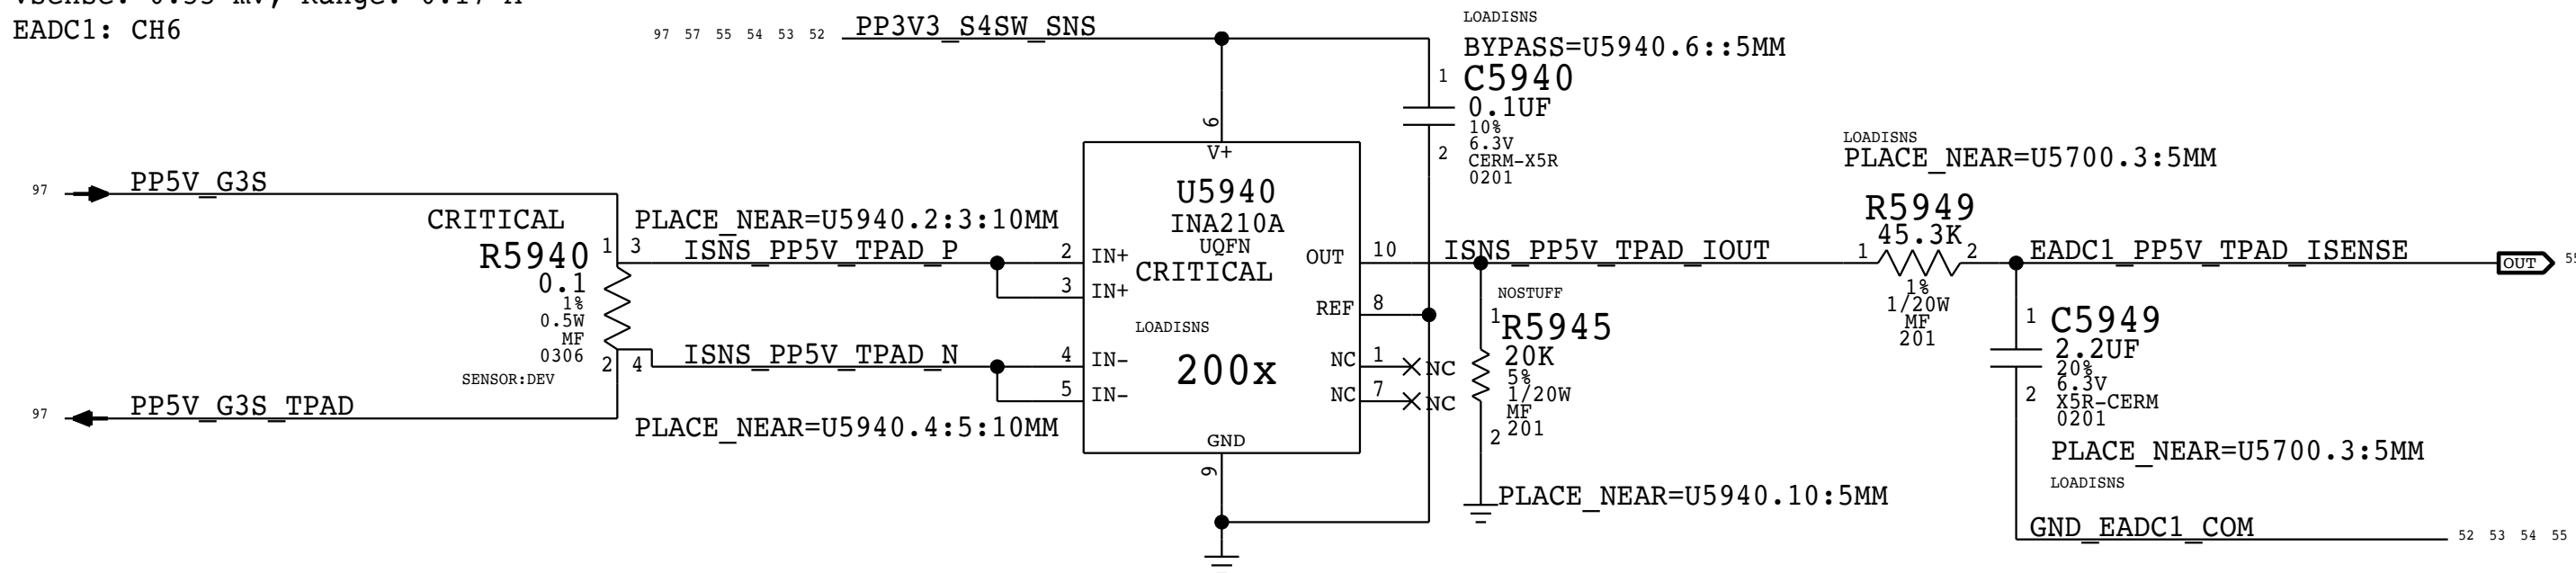 EADC1: CH6
97 57 55 54 53 52
PP3V3_S4SW_SNS
LOADISNS
BYPASS=U5940.6::5MM
1
C5940
0.1UF
10%
6.3V
CERM-X5R
0201
2
6
V+
U5940
INA210A
UQFN
CRITICAL
LOADISNS
200x
GND
9
97
PP5V_G3S
CRITICAL
R5940
0.1
1%
0.5W
MF
0306
SENSOR:DEV
1 3
2 4
PLACE_NEAR=U5940.2:3:10MM
ISNS_PP5V_TPAD_P
2 IN+
3 IN+
ISNS_PP5V_TPAD_N
4 IN-
5 IN-
PLACE_NEAR=U5940.4:5:10MM
97
PP5V_G3S_TPAD
OUT 10
REF 8
NC 1 NC
NC 7 NC
ISNS_PP5V_TPAD_IOUT
NOSTUFF
1
R5945
20K
5%
1/20W
MF
201
2
PLACE_NEAR=U5940.10:5MM
LOADISNS
PLACE_NEAR=U5700.3:5MM
R5949
45.3K
1 2
1%
1/20W
MF
201
EADC1_PP5V_TPAD_ISENSE
OUT
1
C5949
2.2UF
20%
6.3V
X5R-CERM
0201
2
PLACE_NEAR=U5700.3:5MM
LOADISNS
GND_EADC1_COM
52 53 54 55